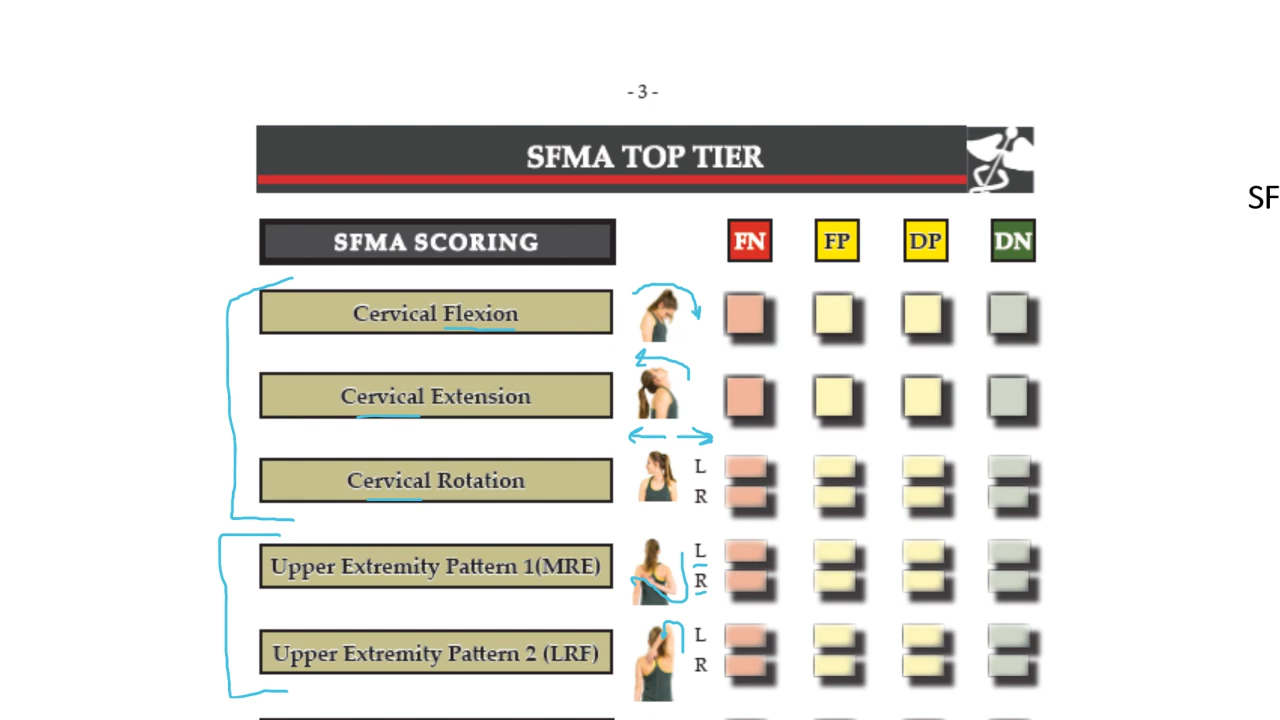 - 3 -
SFMA TOP TIER
SF
SFMA SCORING FN FP DP DN
Cervical Flexion
Cervical Extension
Cervical Rotation L
R
Upper Extremity Pattern 1(MRE) L
R
Upper Extremity Pattern 2 (LRF) L
R